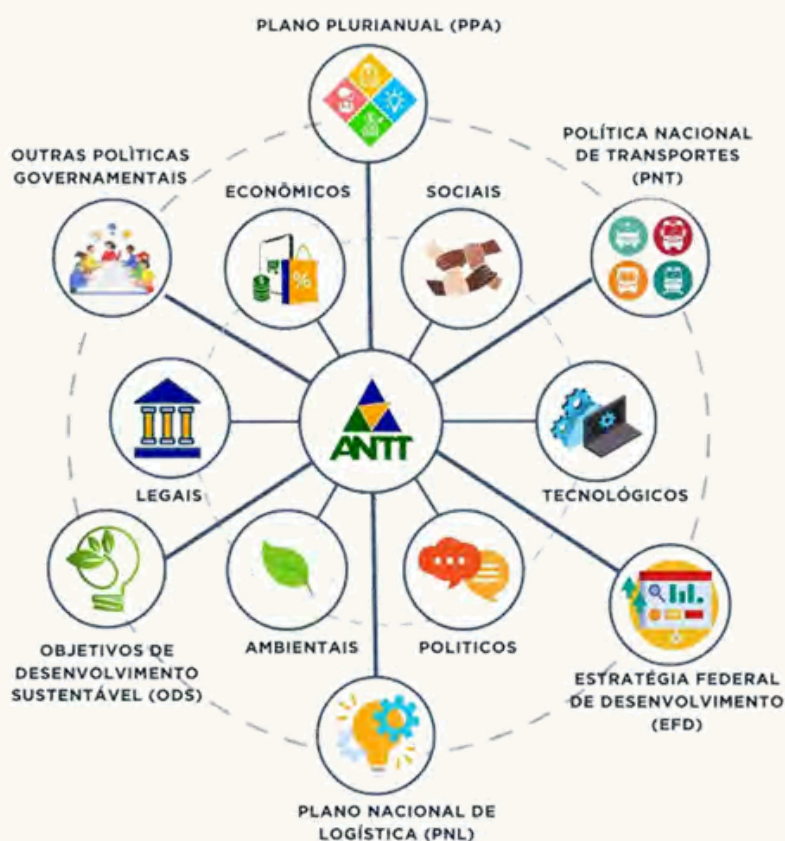 PLANO PLURIANUAL (PPA)
POLÍTICA NACIONAL
DE TRANSPORTES
(PNT)
OUTRAS POLÌTICAS
GOVERNAMENTAIS
ECONÔMICOS
SOCIAIS
%
ANTT
LEGAIS
TECNOLÓGICOS
AMBIENTAIS
POLITICOS
OBJETIVOS DE
DESENVOLVIMENTO
SUSTENTÁVEL (ODS)
ESTRATÉGIA FEDERAL
DE DESENVOLVIMENTO
(EFD)
PLANO NACIONAL DE
LOGÍSTICA (PNL)